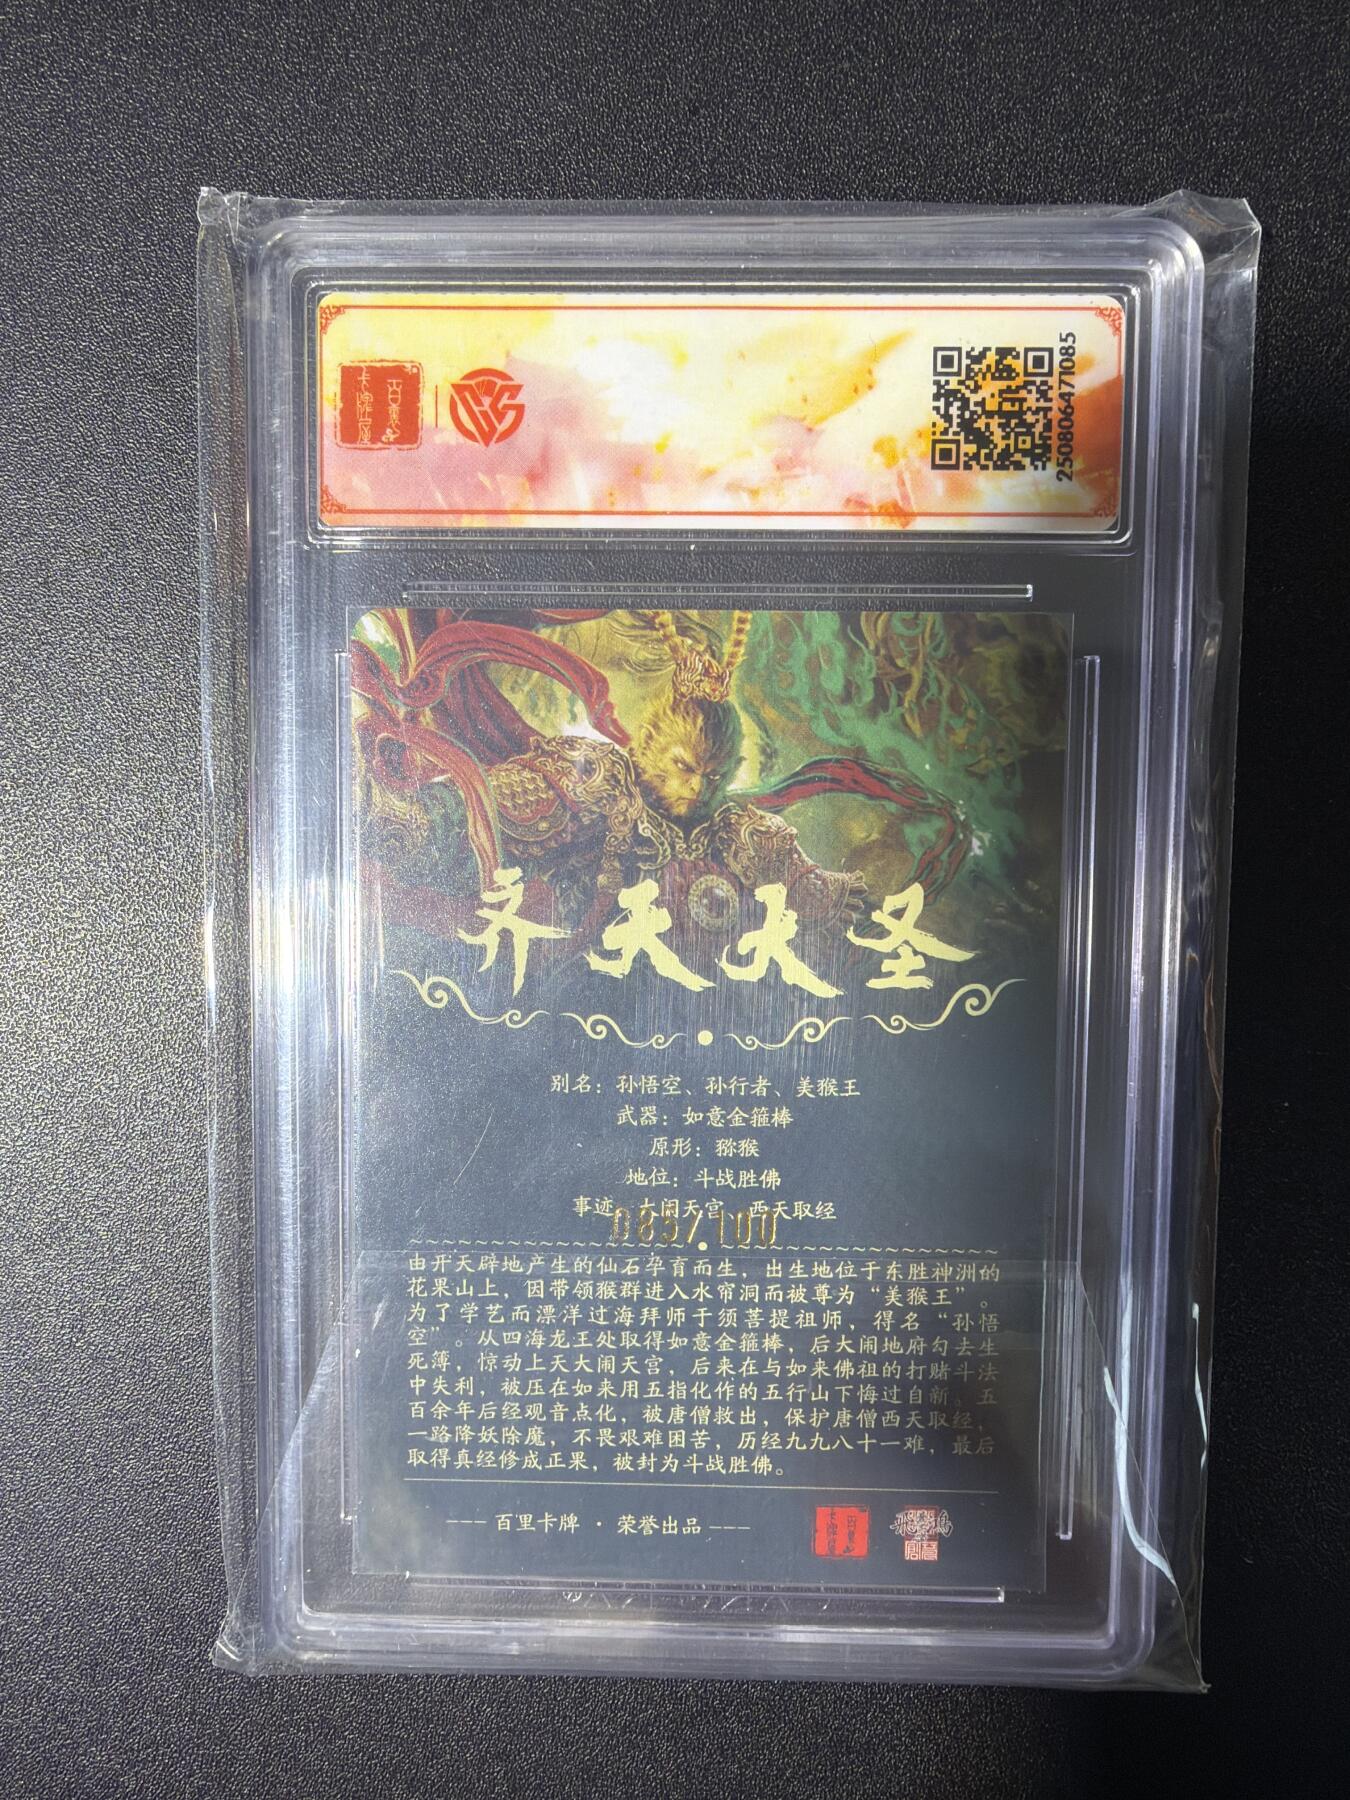 百里
卡牌屋
CCS
25080647​1085
齐天大圣
别名：孙悟空、孙行者、美猴王
武器：如意金箍棒
原形：猕猴
地位：斗战胜佛
事迹：大闹天宫、西天取经
085/100
由开天辟地产生的仙石孕育而生，出生地位于东胜神洲的
花果山上，因带领猴群进入水帘洞而被尊为“美猴王”。
为了学艺而漂洋过海拜师于须菩提祖师，得名“孙悟
空”。从四海龙王处取得如意金箍棒，后大闹地府勾去生
死簿，惊动上天大闹天宫，后来在与如来佛祖的打赌斗法
中失利，被压在如来用五指化作的五行山下悔过自新。五
百余年后经观音点化，被唐僧救出，保护唐僧西天取经，
一路降妖除魔，不畏艰难困苦，历经九九八十一难，最后
取得真经修成正果，被封为斗战胜佛。
--- 百里卡牌 · 荣誉出品 ---